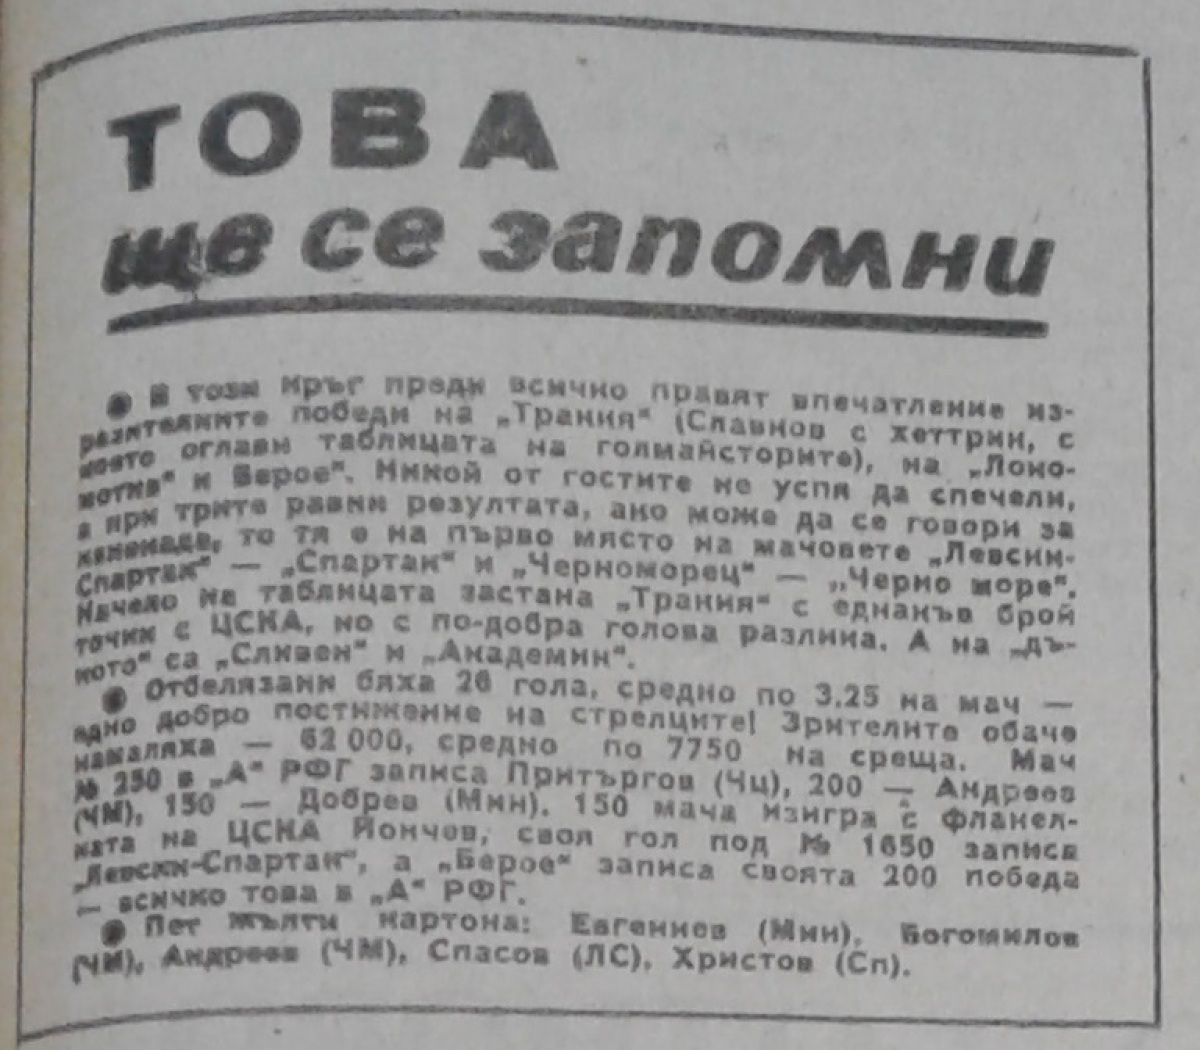 ТОВА
ще се запомни
● В този кръг преди всичко правят впечатление из-
разителните победи на „Тракия“ (Славков с хеттрик, с
който оглави таблицата на голмайсторите), на „Локо-
мотив“ и Берое“. Никой от гостите не успя да спечели,
а при трите равни резултата, ако може да се говори за
изненада, то тя е на първо място на мачовете „Левски-
Спартак“ — „Спартак“ и „Черноморец“ — „Черно море“.
Начело на таблицата застана „Тракия“ с еднакъв брой
точки с ЦСКА, но с по-добра голова разлика. А на „дъ-
ното“ са „Сливен“ и „Академик“.
● Отбелязани бяха 26 гола, средно по 3.25 на мач —
едно добро постижение на стрелците! Зрителите обаче
намаляха — 62 000, средно по 7750 на среща. Мач
№ 250 в „А“ РФГ записа Притъргов (Чц), 200 — Андреев
(ЧМ), 150 — Добрев (Мин). 150 мача изигра с фланел-
ката на ЦСКА Йончев, своя гол под № 1650 записа
„Левски-Спартак“, а „Берое“ записа своята 200 победа
— всичко това в „А“ РФГ.
● Пет жълти картона: Евгениев (Мин), Богомилов
(ЧМ), Андреев (ЧМ), Спасов (ЛС), Христов (Сп).